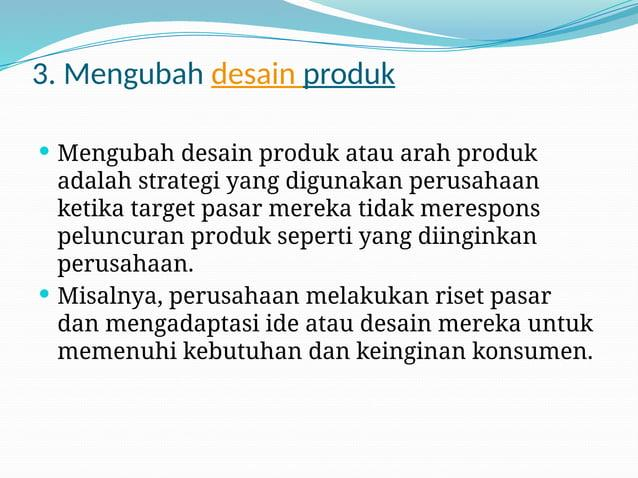 3. Mengubah desain produk
Mengubah desain produk atau arah produk
adalah strategi yang digunakan perusahaan
ketika target pasar mereka tidak merespons
peluncuran produk seperti yang diinginkan
perusahaan.
Misalnya, perusahaan melakukan riset pasar
dan mengadaptasi ide atau desain mereka untuk
memenuhi kebutuhan dan keinginan konsumen.